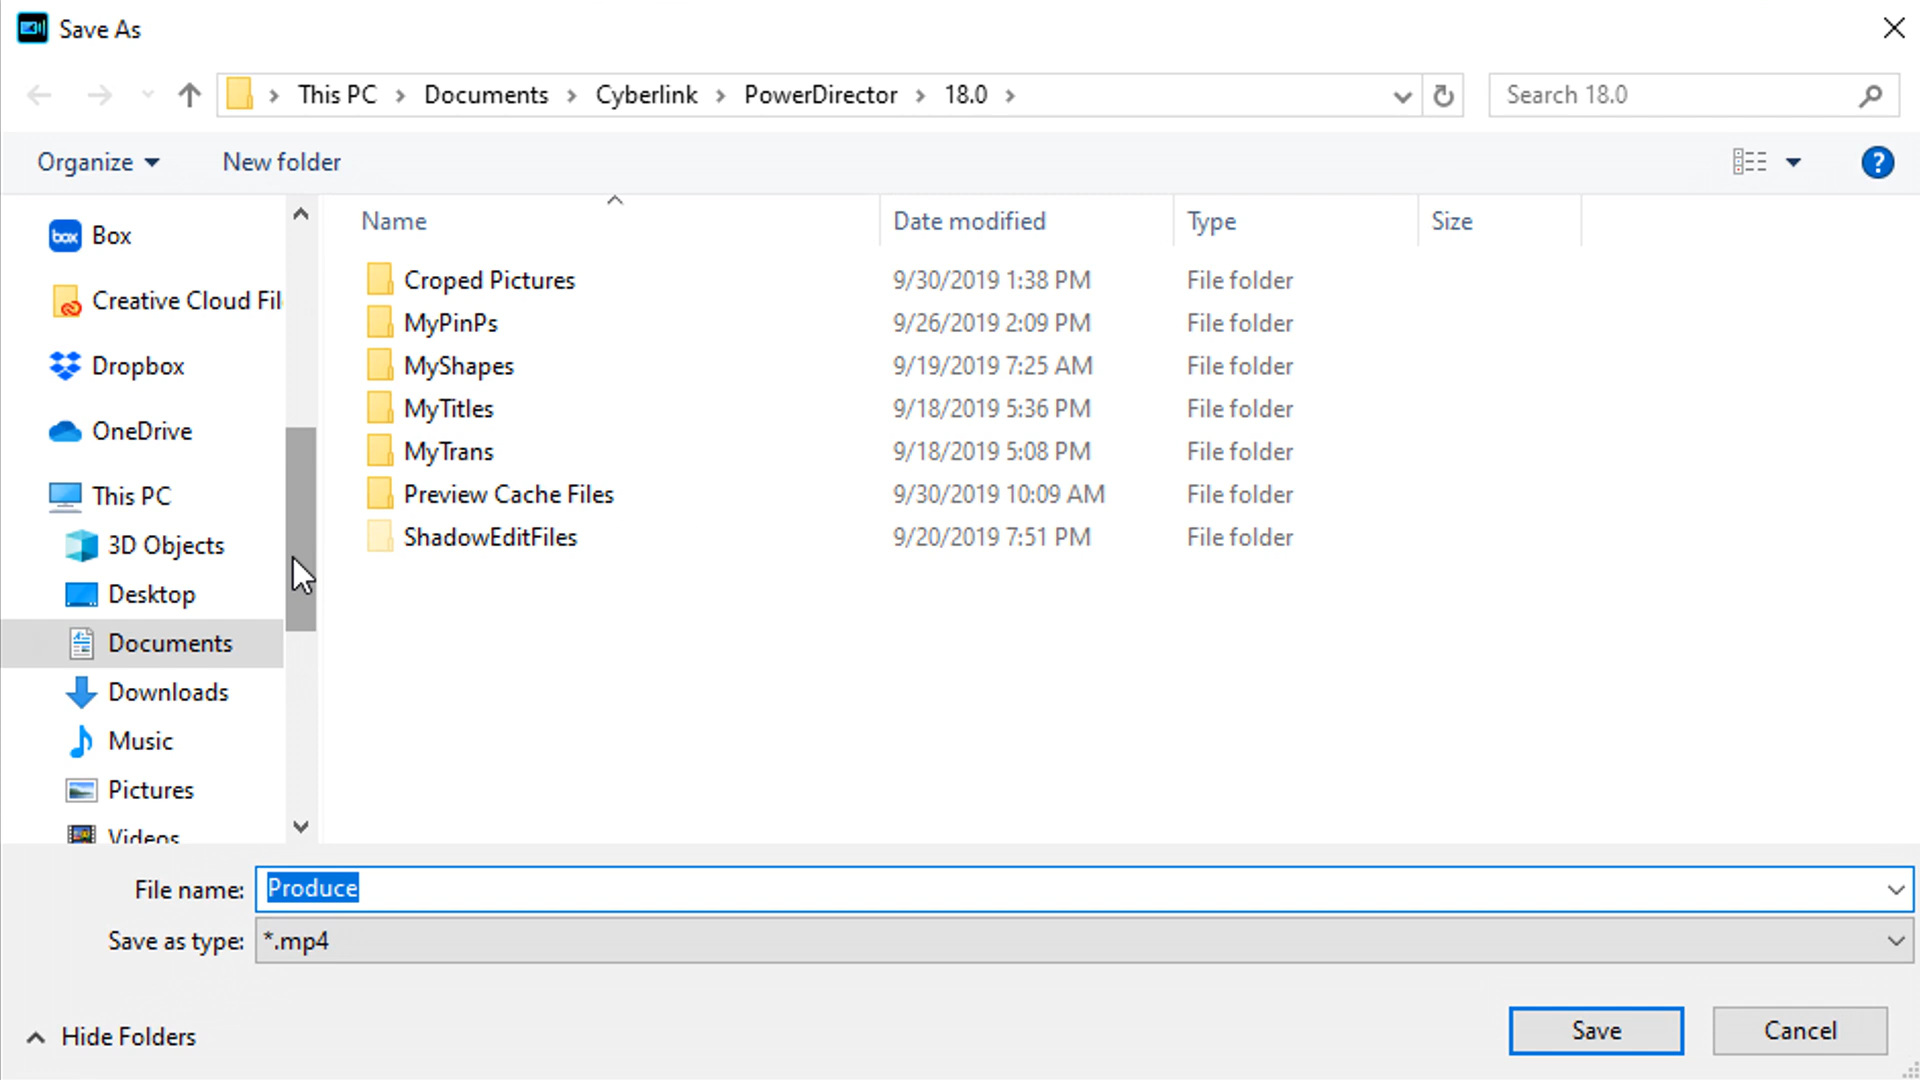 Save As
This PC > Documents > Cyberlink > PowerDirector > 18.0 >
Search 18.0
Organize
New folder
?
box Box
Creative Cloud Fil
Dropbox
OneDrive
This PC
3D Objects
Desktop
Documents
Downloads
Music
Pictures
Videos
Name Date modified Type Size
Croped Pictures 9/30/2019 1:38 PM File folder
MyPinPs 9/26/2019 2:09 PM File folder
MyShapes 9/19/2019 7:25 AM File folder
MyTitles 9/18/2019 5:36 PM File folder
MyTrans 9/18/2019 5:08 PM File folder
Preview Cache Files 9/30/2019 10:09 AM File folder
ShadowEditFiles 9/20/2019 7:51 PM File folder
File name: Produce
Save as type: *.mp4
Hide Folders
Save
Cancel